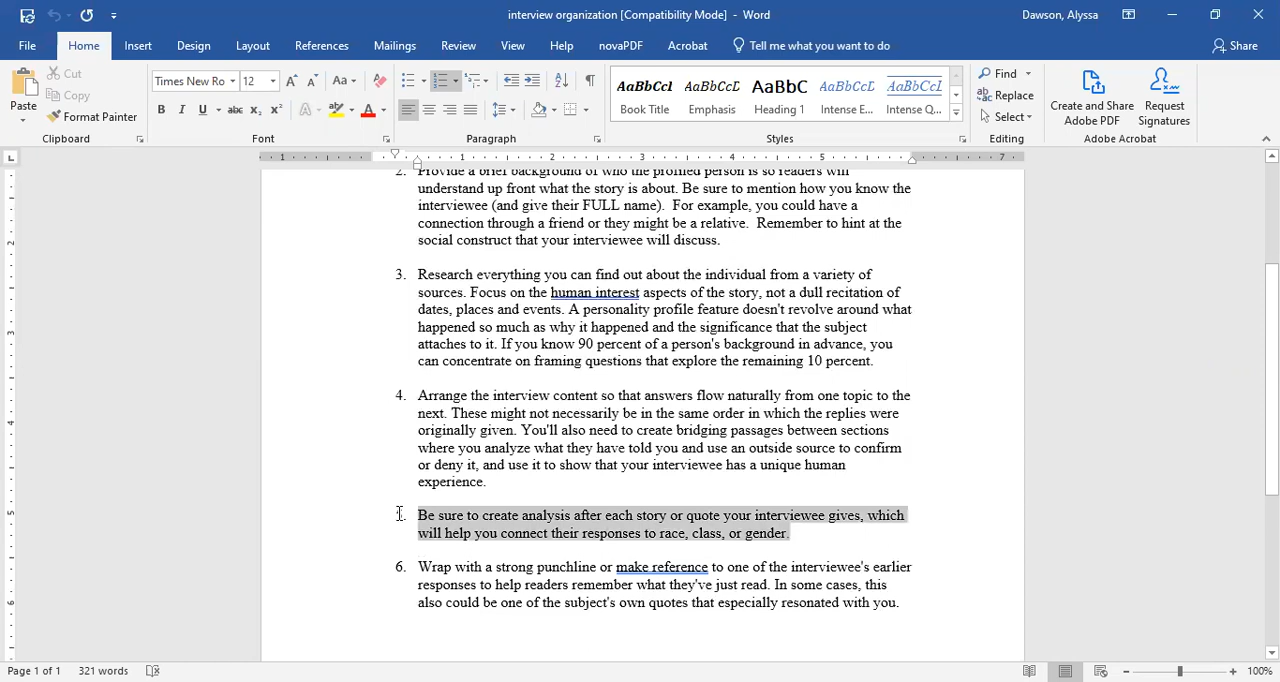 interview organization [Compatibility Mode] - Word
Dawson, Alyssa
File Home Insert Design Layout References Mailings Review View Help novaPDF Acrobat Tell me what you want to do Share
Paste
Cut
Copy
Format Painter
Clipboard
Times New Ro 12
Font
Paragraph
AaBbCcI AaBbCcD AaBbC AaBbCcD AaBbCcD
Book Title Emphasis Heading 1 Intense E... Intense Q...
Styles
Find
Replace
Select
Editing
Create and Share
Adobe PDF
Request
Signatures
Adobe Acrobat
2. Provide a brief background of who the profiled person is so readers will
understand up front what the story is about. Be sure to mention how you know the
interviewee (and give their FULL name). For example, you could have a
connection through a friend or they might be a relative. Remember to hint at the
social construct that your interviewee will discuss.
3. Research everything you can find out about the individual from a variety of
sources. Focus on the human interest aspects of the story, not a dull recitation of
dates, places and events. A personality profile feature doesn't revolve around what
happened so much as why it happened and the significance that the subject
attaches to it. If you know 90 percent of a person's background in advance, you
can concentrate on framing questions that explore the remaining 10 percent.
4. Arrange the interview content so that answers flow naturally from one topic to the
next. These might not necessarily be in the same order in which the replies were
originally given. You'll also need to create bridging passages between sections
where you analyze what they have told you and use an outside source to confirm
or deny it, and use it to show that your interviewee has a unique human
experience.
Be sure to create analysis after each story or quote your interviewee gives, which
will help you connect their responses to race, class, or gender.
6. Wrap with a strong punchline or make reference to one of the interviewee's earlier
responses to help readers remember what they've just read. In some cases, this
also could be one of the subject's own quotes that especially resonated with you.
Page 1 of 1 321 words
100%